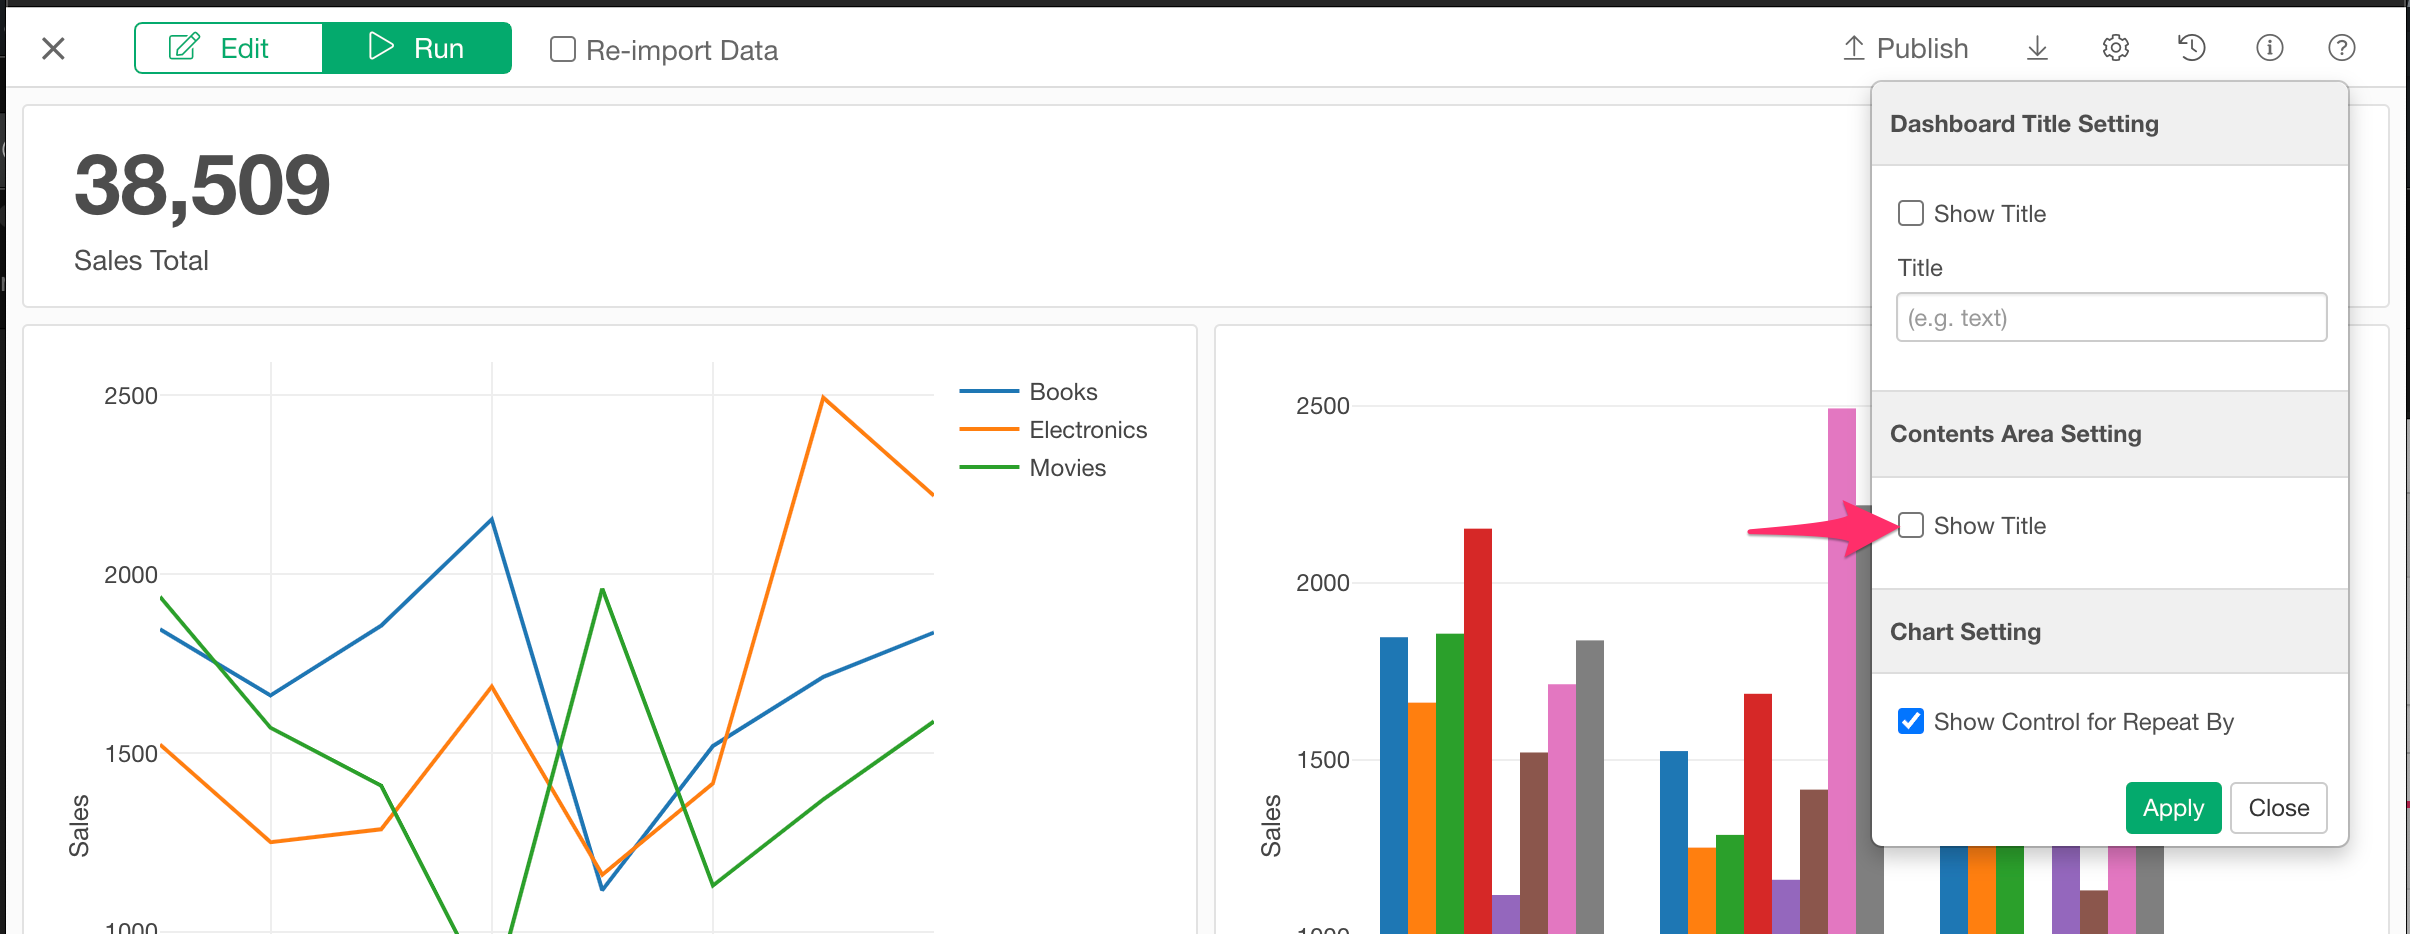 Edit
Run
Re-import Data
Publish
38,509
Sales Total
Dashboard Title Setting
Show Title
Title
(e.g. text)
Contents Area Setting
Show Title
Chart Setting
Show Control for Repeat By
Apply
Close
2500
2000
1500
1000
Sales
Books
Electronics
Movies
2500
2000
1500
1000
Sales